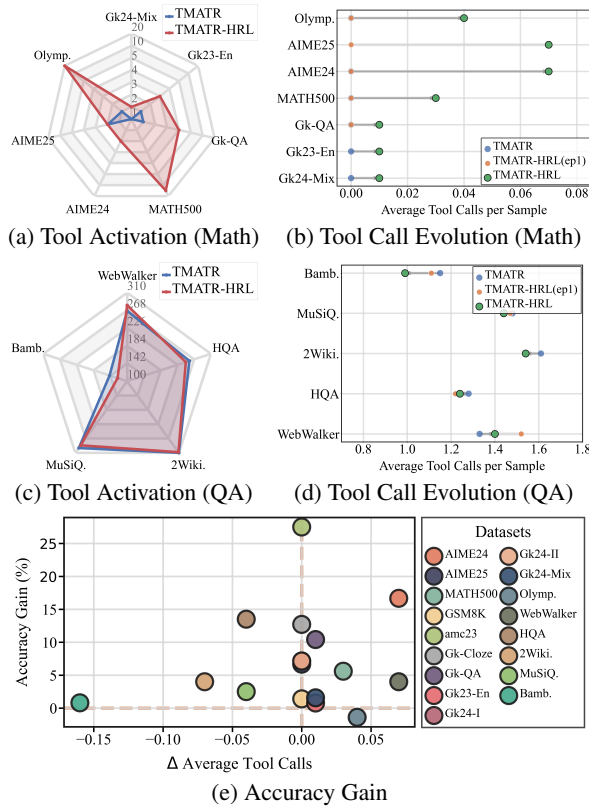 Gk24-Mix
TMATR
TMATR-HRL
20
10
5
4
3
2
1
Gk23-En
Gk-QA
MATH500
AIME24
AIME25
Olymp.
(a) Tool Activation (Math)
Olymp.
AIME25
AIME24
MATH500
Gk-QA
Gk23-En
Gk24-Mix
TMATR
TMATR-HRL(ep1)
TMATR-HRL
0.00 0.02 0.04 0.06 0.08
Average Tool Calls per Sample
(b) Tool Call Evolution (Math)
WebWalker
TMATR
TMATR-HRL
310
268
226
184
142
100
HQA
2Wiki.
MuSiQ.
Bamb.
(c) Tool Activation (QA)
Bamb.
MuSiQ.
2Wiki.
HQA
WebWalker
TMATR
TMATR-HRL(ep1)
TMATR-HRL
0.8 1.0 1.2 1.4 1.6 1.8
Average Tool Calls per Sample
(d) Tool Call Evolution (QA)
Accuracy Gain (%)
25
20
15
10
5
0
−0.15 −0.10 −0.05 0.00 0.05
Δ Average Tool Calls
Datasets
AIME24
AIME25
MATH500
GSM8K
amc23
Gk-Cloze
Gk-QA
Gk23-En
Gk24-I
Gk24-II
Gk24-Mix
Olymp.
WebWalker
HQA
2Wiki.
MuSiQ.
Bamb.
(e) Accuracy Gain